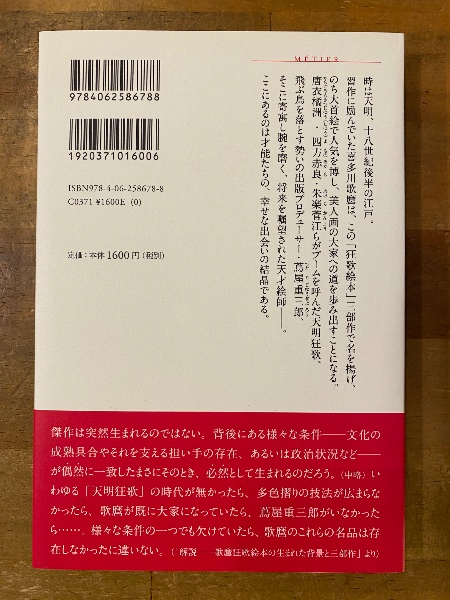 MÉTIER
時は天明、十八世紀後半の江戸。
習作に励んでいた喜多川歌麿は、この「狂歌絵本」三部作で名を揚げ、
のち大首絵で人気を博し、美人画の大家への道を歩み出すことになる。
唐衣橘洲・四方赤良・朱楽菅江らがブームを呼んだ天明狂歌、
飛ぶ鳥を落とす勢いの出版プロデューサー・蔦屋重三郎、
そこに寄寓し腕を磨く、将来を嘱望された天才絵師──。
ここにあるのは才能たちの、幸せな出会いの結晶である。
9784062586788
1920371016006
ISBN978-4-06-258678-8
C0371 ¥1600E (0)
定価：本体1600円（税別）
傑作は突然生まれるのではない。背後にある様々な条件──文化の
成熟具合やそれを支える担い手の存在、あるいは政治状況など─
─が偶然に一致したまさにそのとき、必然として生まれるのだろう。〈中略〉い
わゆる「天明狂歌」の時代が無かったら、多色摺りの技法が広まらな
かったら、歌麿が既に大家になっていたら、蔦屋重三郎がいなかった
ら……。様々な条件の一つでも欠けていたら、歌麿のこれらの名品は存
在しなかったに違いない。（「解説──歌麿狂歌絵本の生まれた背景と三部作」より）